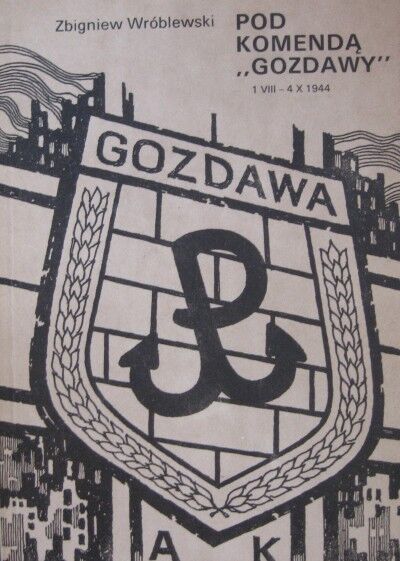 Zbigniew Wróblewski
POD
KOMENDĄ
,,GOZDAWY"
1 VIII – 4 X 1944
GOZDAWA
A K